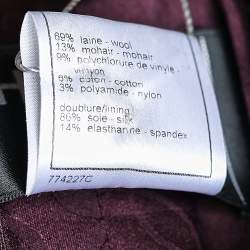 69% laine - wool
13% mohair - mohair
9% polychlorure de vinyle -
vinyon
6% coton - cotton
3% polyamide - nylon
doublure/lining
86% soie - silk
14% elasthanne - spandex
774227C